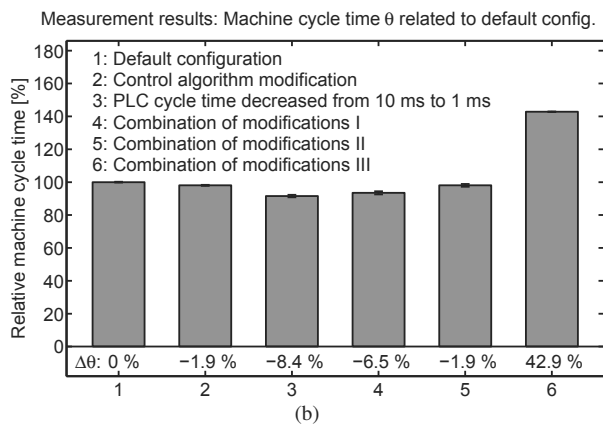 Measurement results: Machine cycle time θ related to default config.
Relative machine cycle time [%]
180
160
140
120
100
80
60
40
20
0
1: Default configuration
2: Control algorithm modification
3: PLC cycle time decreased from 10 ms to 1 ms
4: Combination of modifications I
5: Combination of modifications II
6: Combination of modifications III
Δθ: 0 % −1.9 % −8.4 % −6.5 % −1.9 % 42.9 %
1 2 3 4 5 6
(b)